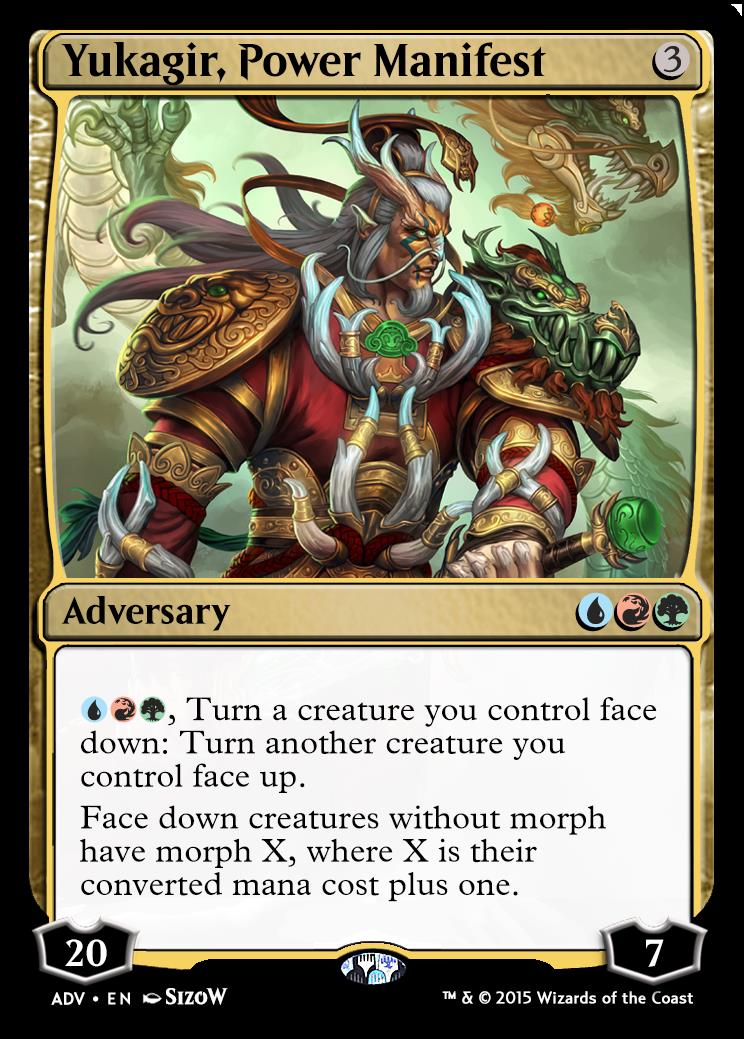 Yukagir, Power Manifest 3
Adversary
, Turn a creature you control face
down: Turn another creature you
control face up.
Face down creatures without morph
have morph X, where X is their
converted mana cost plus one.
20
7
ADV • EN SIZOW
™ & © 2015 Wizards of the Coast